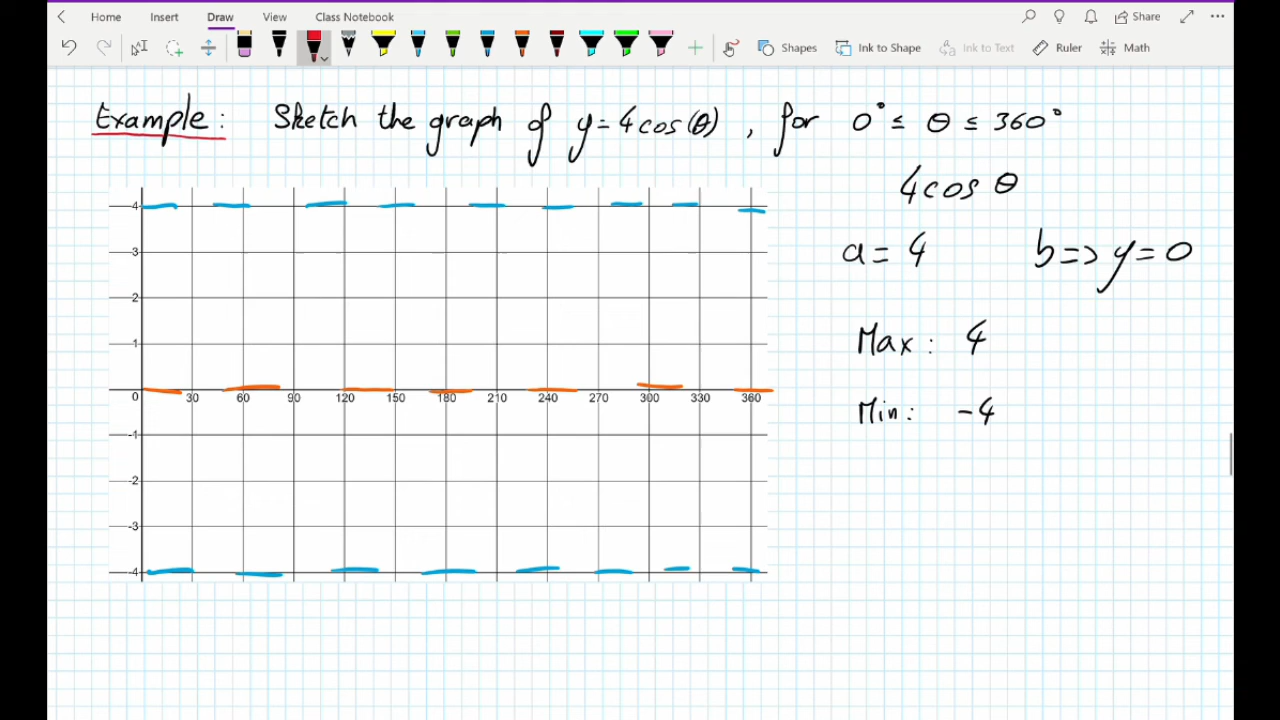 Home Insert Draw View Class Notebook Share
Shapes Ink to Shape Ink to Text Ruler Math
Example: Sketch the graph of y=4cos(θ), for 0° ≤ θ ≤ 360°
4cos θ
a = 4 b => y = 0
Max: 4
Min: -4
4
3
2
1
0 30 60 90 120 150 180 210 240 270 300 330 360
-1
-2
-3
-4